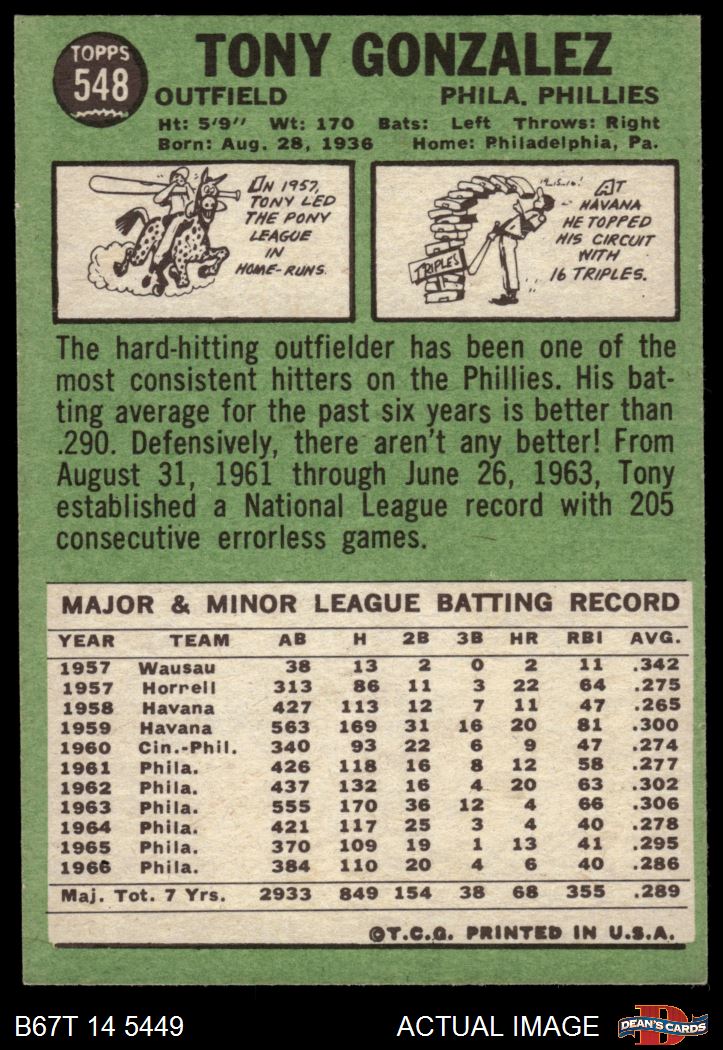 TOPPS
548
TONY GONZALEZ
OUTFIELD PHILA. PHILLIES
Ht: 5'9" Wt: 170 Bats: Left Throws: Right
Born: Aug. 28, 1936 Home: Philadelphia, Pa.
IN 1957,
TONY LED
THE PONY
LEAGUE
IN
HOME-RUNS.
AT
HAVANA
HE TOPPED
HIS CIRCUIT
WITH
16 TRIPLES.
TRIPLES
The hard-hitting outfielder has been one of the
most consistent hitters on the Phillies. His bat-
ting average for the past six years is better than
.290. Defensively, there aren't any better! From
August 31, 1961 through June 26, 1963, Tony
established a National League record with 205
consecutive errorless games.
MAJOR & MINOR LEAGUE BATTING RECORD
YEAR TEAM AB H 2B 3B HR RBI AVG.
1957 Wausau 38 13 2 0 2 11 .342
1957 Hornell 313 86 11 3 22 64 .275
1958 Havana 427 113 12 7 11 47 .265
1959 Havana 563 169 31 16 20 81 .300
1960 Cin.-Phil. 340 93 22 6 9 47 .274
1961 Phila. 426 118 16 8 12 58 .277
1962 Phila. 437 132 16 4 20 63 .302
1963 Phila. 555 170 36 12 4 66 .306
1964 Phila. 421 117 25 3 4 40 .278
1965 Phila. 370 109 19 1 13 41 .295
1966 Phila. 384 110 20 4 6 40 .286
Maj. Tot. 7 Yrs. 2933 849 154 38 68 355 .289
©T.C.G. PRINTED IN U.S.A.
B67T 14 5449 ACTUAL IMAGE
D
DEAN'S CARDS